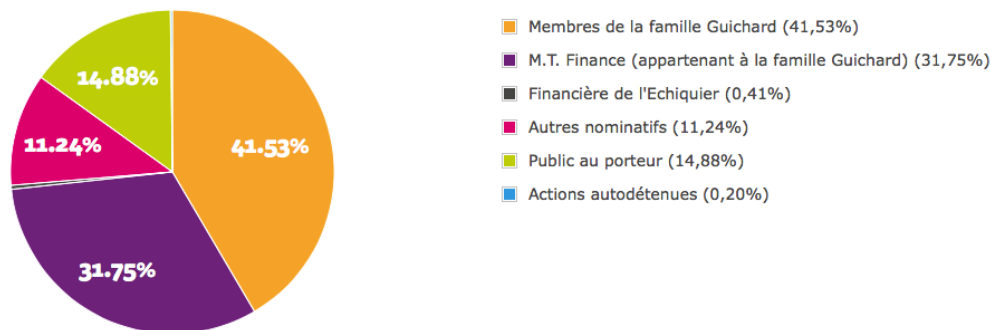 Membres de la famille Guichard (41,53%)
M.T. Finance (appartenant à la famille Guichard) (31,75%)
Financière de l'Echiquier (0,41%)
Autres nominatifs (11,24%)
Public au porteur (14,88%)
Actions autodétenues (0,20%)
14.88%
11.24%
41.53%
31.75%